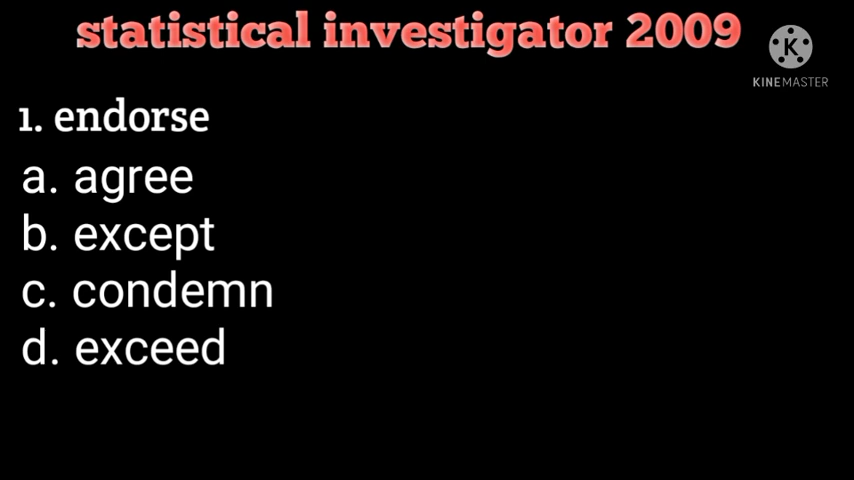 statistical investigator 2009
K
KINEMASTER
1. endorse
a. agree
b. except
c. condemn
d. exceed